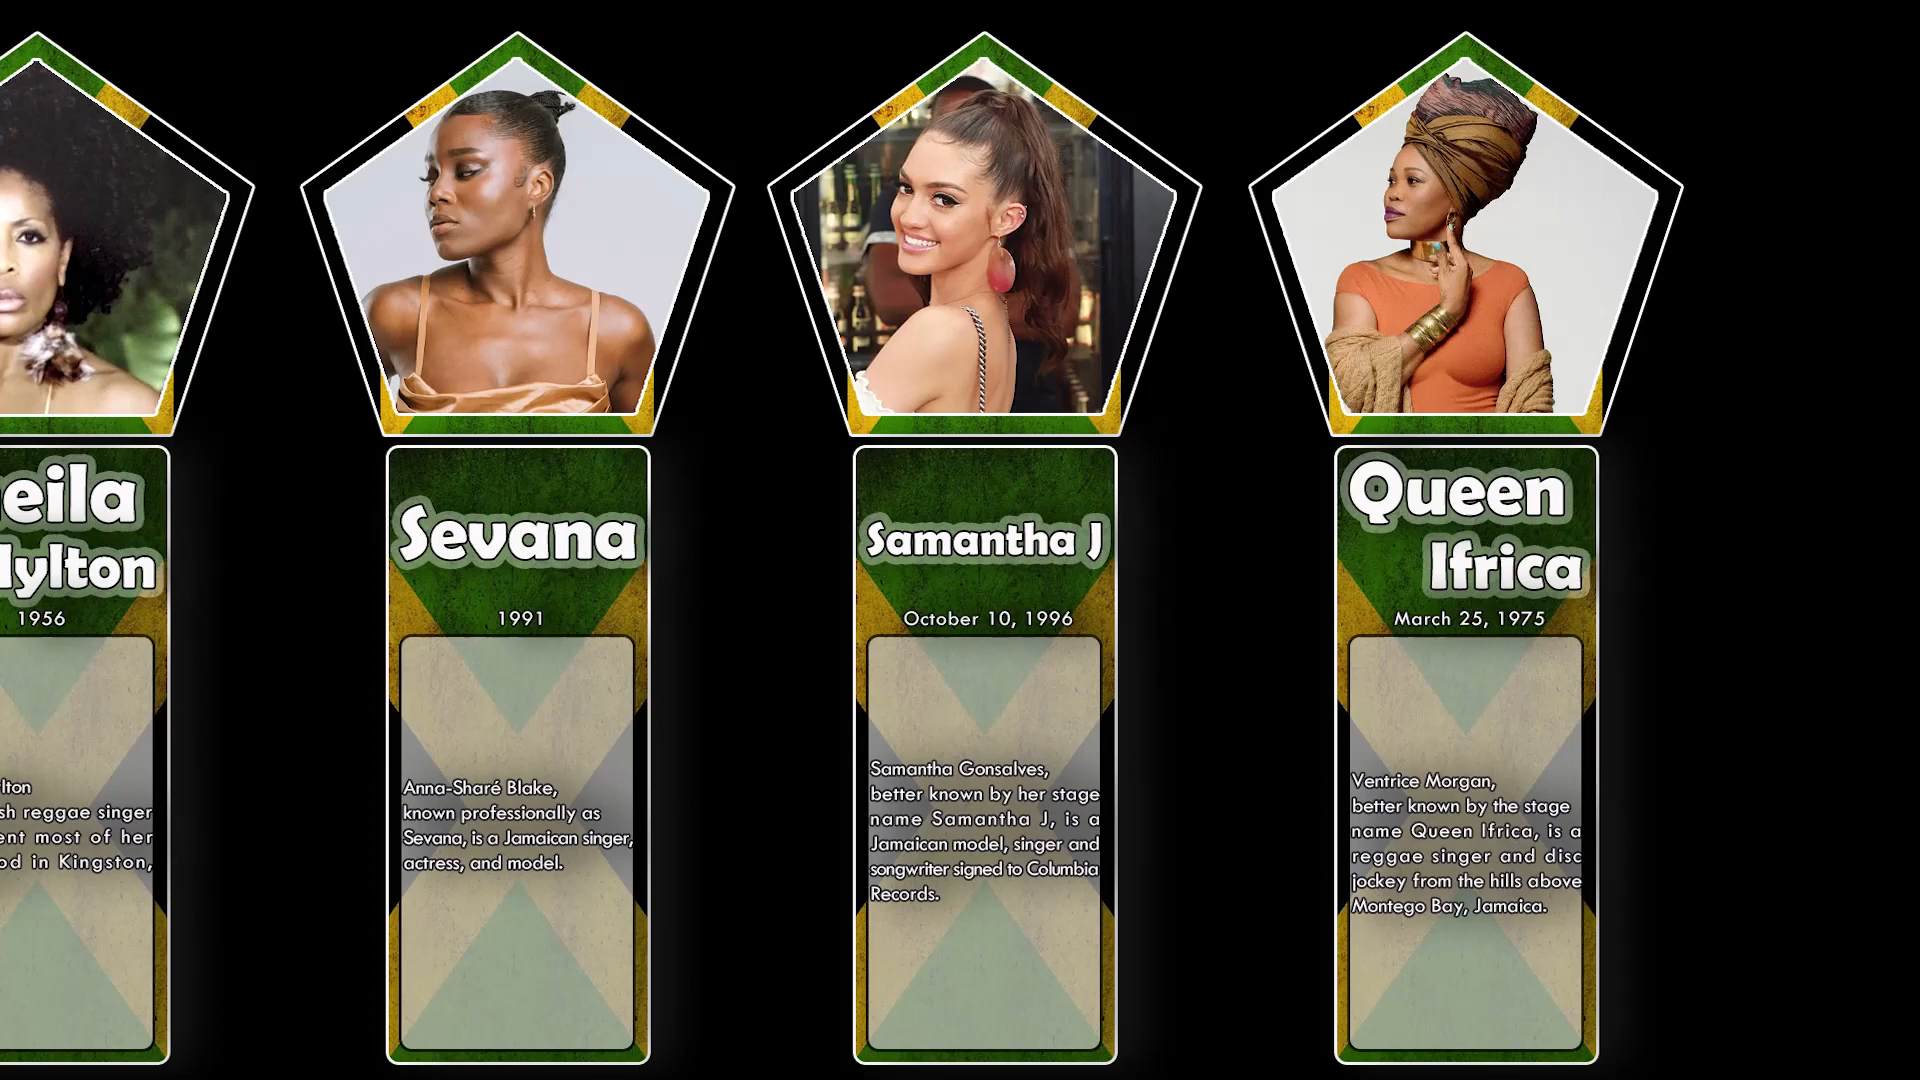 eila
ylton
1956
lton
sh reggae singer
ent most of her
od in Kingston,
Sevana
1991
Anna-Sharé Blake,
known professionally as
Sevana, is a Jamaican singer,
actress, and model.
Samantha J
October 10, 1996
Samantha Gonsalves,
better known by her stage
name Samantha J, is a
Jamaican model, singer and
songwriter signed to Columbia
Records.
Queen
Ifrica
March 25, 1975
Ventrice Morgan,
better known by the stage
name Queen Ifrica, is a
reggae singer and disc
jockey from the hills above
Montego Bay, Jamaica.